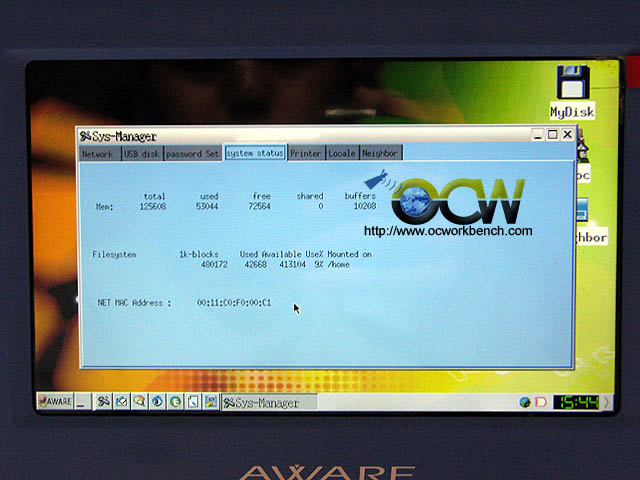 MyDisk
Sys-Manager
Network USB disk password Set system status Printer Locale Neighbor
OCW
http://www.ocworkbench.com
total used free shared buffers
Mem: 125608 53044 72564 0 10208
Filesystem 1k-blocks Used Available Use% Mounted on
480172 42668 413104 9% /home
NET MAC Address : 00:11:C0:F0:00:C1
AWARE
Sys-Manager
15:44
AWARE